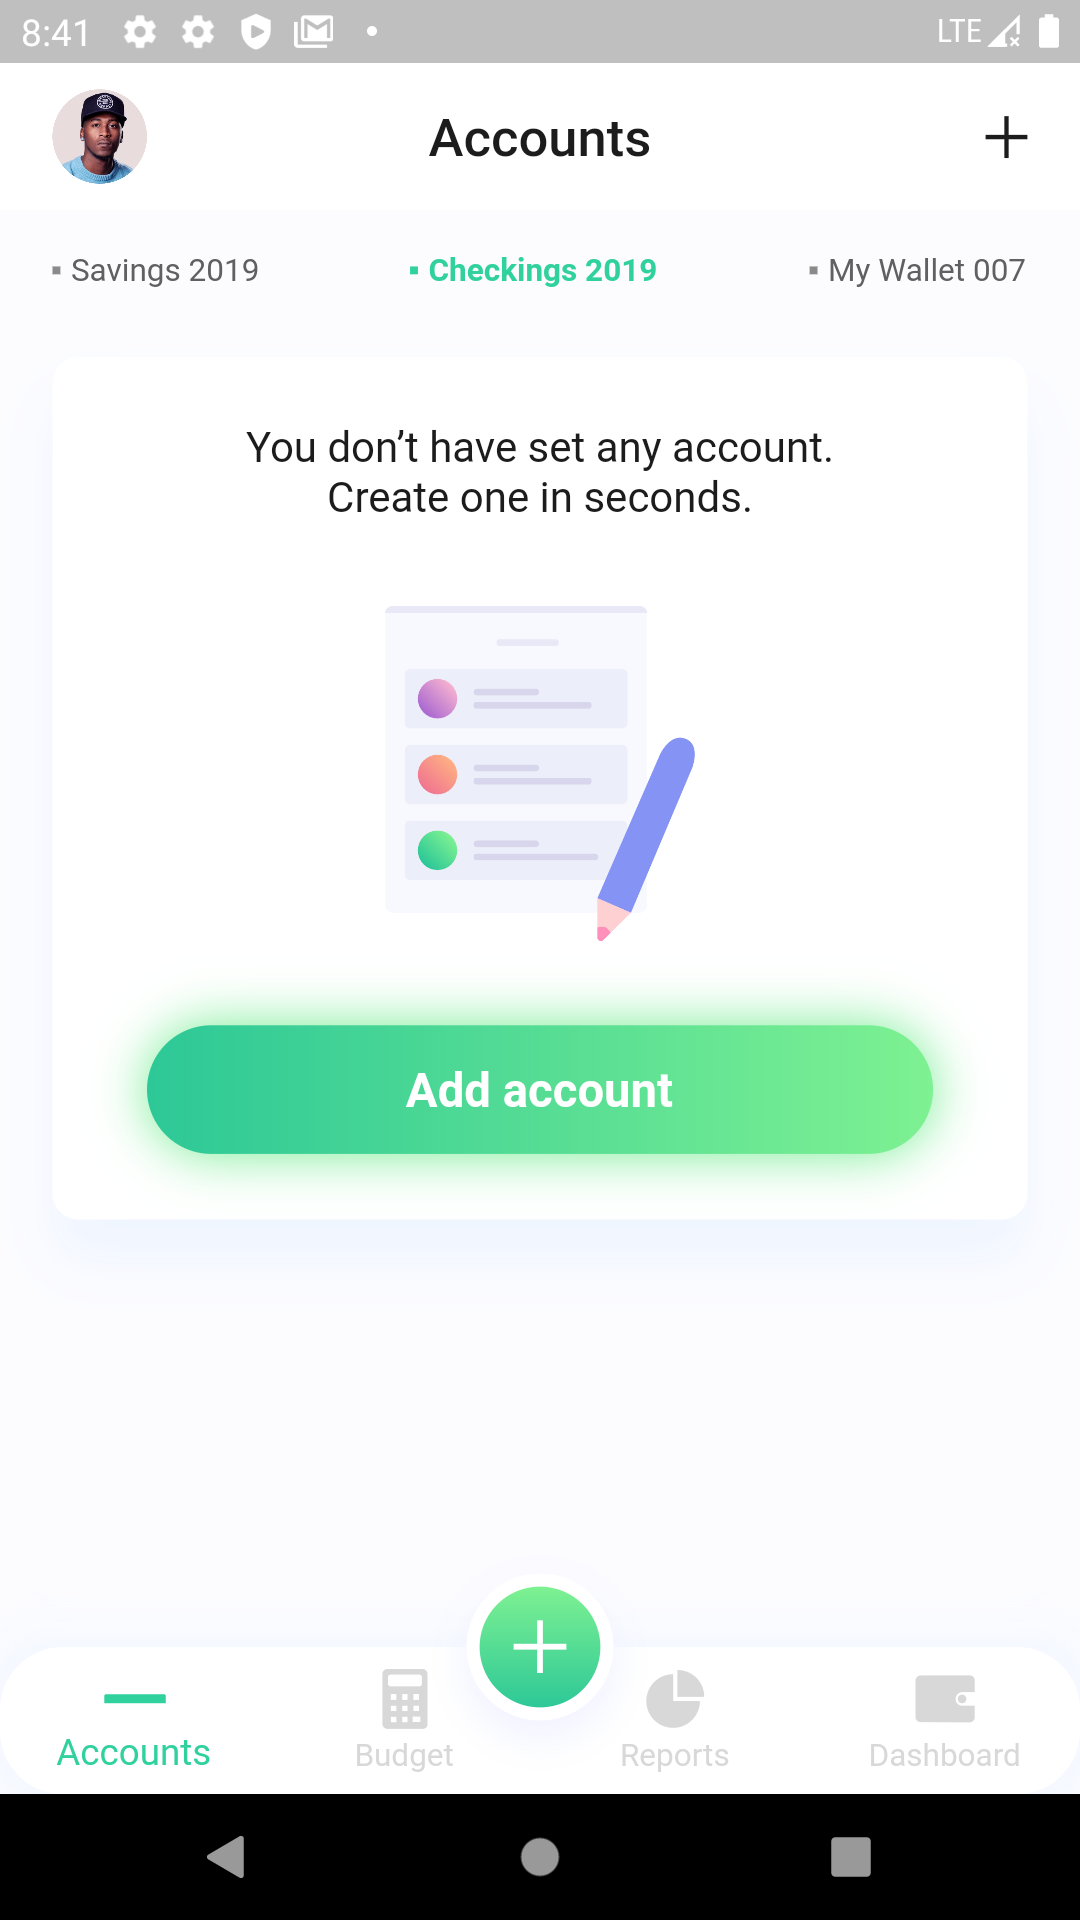 8:41
LTE
Accounts
Savings 2019
Checkings 2019
My Wallet 007
You don’t have set any account.
Create one in seconds.
Add account
Accounts
Budget
Reports
Dashboard